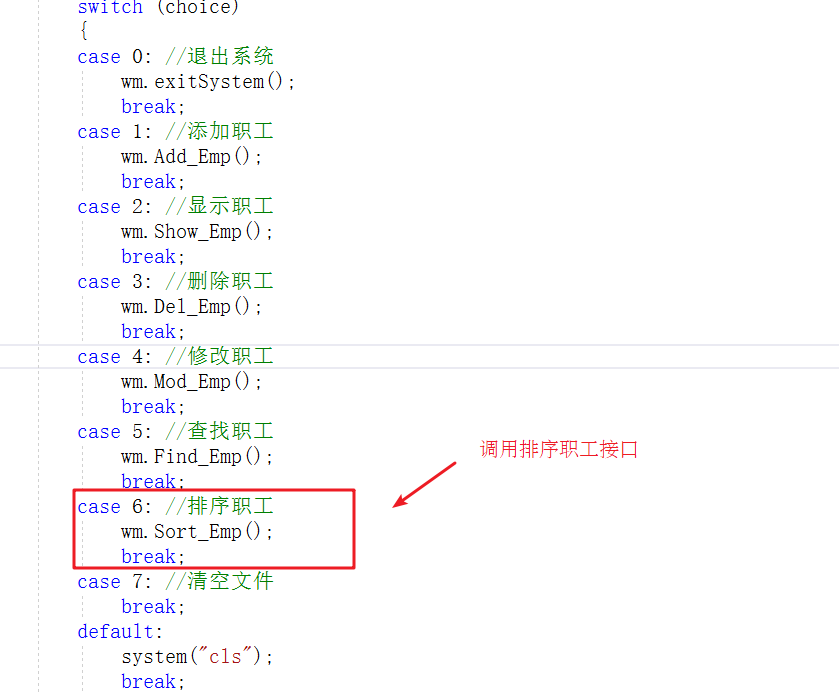 switch (choice)
{
case 0: //退出系统
wm.exitSystem();
break;
case 1: //添加职工
wm.Add_Emp();
break;
case 2: //显示职工
wm.Show_Emp();
break;
case 3: //删除职工
wm.Del_Emp();
break;
case 4: //修改职工
wm.Mod_Emp();
break;
case 5: //查找职工
wm.Find_Emp();
break;
调用排序职工接口
case 6: //排序职工
wm.Sort_Emp();
break;
case 7: //清空文件
break;
default:
system("cls");
break;